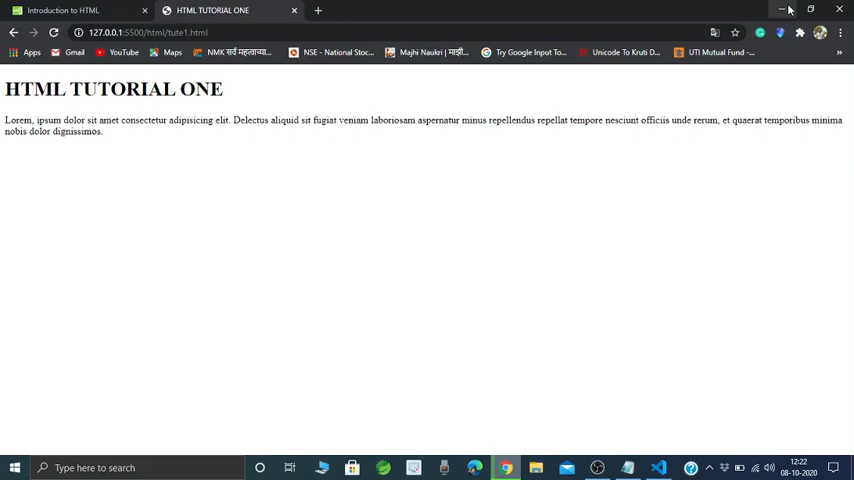 Introduction to HTML
HTML TUTORIAL ONE
127.0.0.1:5500/html/tute1.html
Apps
Gmail
YouTube
Maps
NMK सर्व महत्वाच्या...
NSE - National Stoc...
Majhi Naukri | माझी...
Try Google Input To...
Unicode To Kruti D...
UTI Mutual Fund -...
»
HTML TUTORIAL ONE
Lorem, ipsum dolor sit amet consectetur adipisicing elit. Delectus aliquid sit fugiat veniam laboriosam aspernatur minus repellendus repellat tempore nesciunt officiis unde rerum, et quaerat temporibus minima
nobis dolor dignissimos.
Type here to search
12:22
08-10-2020